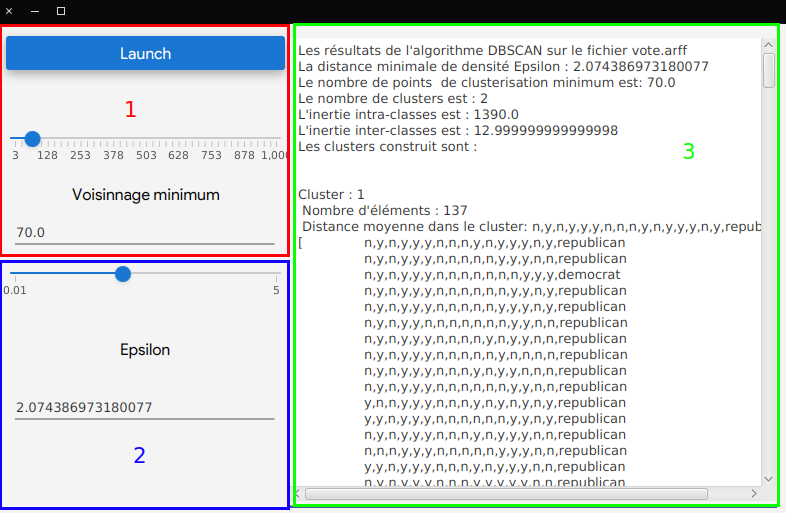 Launch
1
3 128 253 378 503 628 753 878 1,00
Voisinnage minimum
70.0
0.01 5
Epsilon
2.074386973180077
2
Les résultats de l'algorithme DBSCAN sur le fichier vote.arff
La distance minimale de densité Epsilon : 2.074386973180077
Le nombre de points  de clusterisation minimum est: 70.0
Le nombre de clusters est : 2
L'inertie intra-classes est : 1390.0
L'inertie inter-classes est : 12.999999999999998
Les clusters construit sont :
3
Cluster : 1
Nombre d'éléments : 137
Distance moyenne dans le cluster: n,y,n,y,y,y,n,n,n,y,n,y,y,y,n,y,repub
[ n,y,n,y,y,y,n,n,n,y,n,y,y,y,n,y,republican
n,y,n,y,y,y,n,n,n,n,n,y,y,y,n,n,republican
n,y,n,y,y,y,n,n,n,n,n,n,y,y,y,democrat
n,y,n,y,y,y,n,n,n,n,n,n,y,y,n,y,republican
n,y,n,y,y,y,n,n,n,n,n,y,y,y,n,y,republican
n,y,n,y,y,n,n,n,n,n,n,y,y,n,n,republican
n,y,n,y,y,y,n,n,n,y,n,y,y,n,n,republican
n,y,n,y,y,y,n,n,n,n,y,n,n,n,republican
n,y,n,y,y,y,n,n,n,y,n,y,y,n,n,n,republican
n,y,n,y,y,y,n,n,n,n,n,n,y,y,n,n,republican
y,n,n,y,y,y,n,n,n,y,n,y,n,y,n,y,republican
y,y,n,y,y,y,n,n,n,n,n,n,y,y,n,y,republican
n,y,n,y,y,y,n,n,n,n,n,y,y,y,n,n,republican
n,n,n,y,y,y,n,n,n,n,n,y,y,y,n,n,republican
y,y,n,y,y,y,n,n,n,y,n,y,y,y,n,n,republican
n,y,n,y,y,y,n,n,n,y,y,y,y,y,n,n,republican